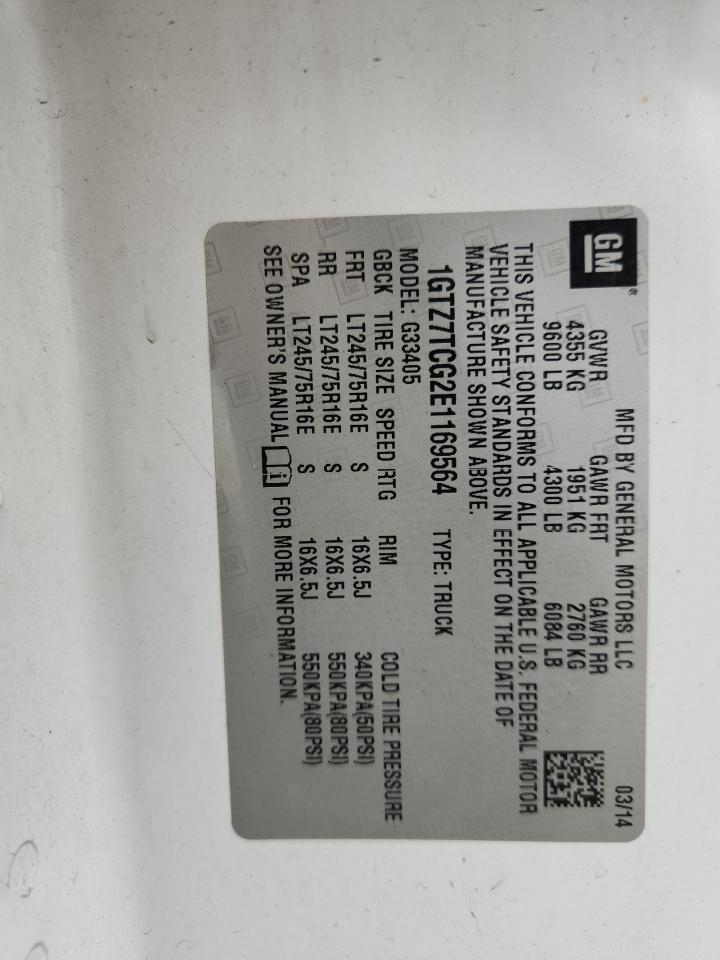 GM®
MFD BY GENERAL MOTORS LLC 03/14
GVWR GAWR FRT GAWR RR
4355 KG 1951 KG 2760 KG
9600 LB 4300 LB 6084 LB
THIS VEHICLE CONFORMS TO ALL APPLICABLE U.S. FEDERAL MOTOR
VEHICLE SAFETY STANDARDS IN EFFECT ON THE DATE OF
MANUFACTURE SHOWN ABOVE.
1GTZ7TCG2E1169564 TYPE: TRUCK
MODEL: G33405
GBCK TIRE SIZE SPEED RTG RIM COLD TIRE PRESSURE
FRT LT245/75R16E S 16X6.5J 340KPA(50PSI)
RR LT245/75R16E S 16X6.5J 550KPA(80PSI)
SPA LT245/75R16E S 16X6.5J 550KPA(80PSI)
SEE OWNER'S MANUAL FOR MORE INFORMATION.